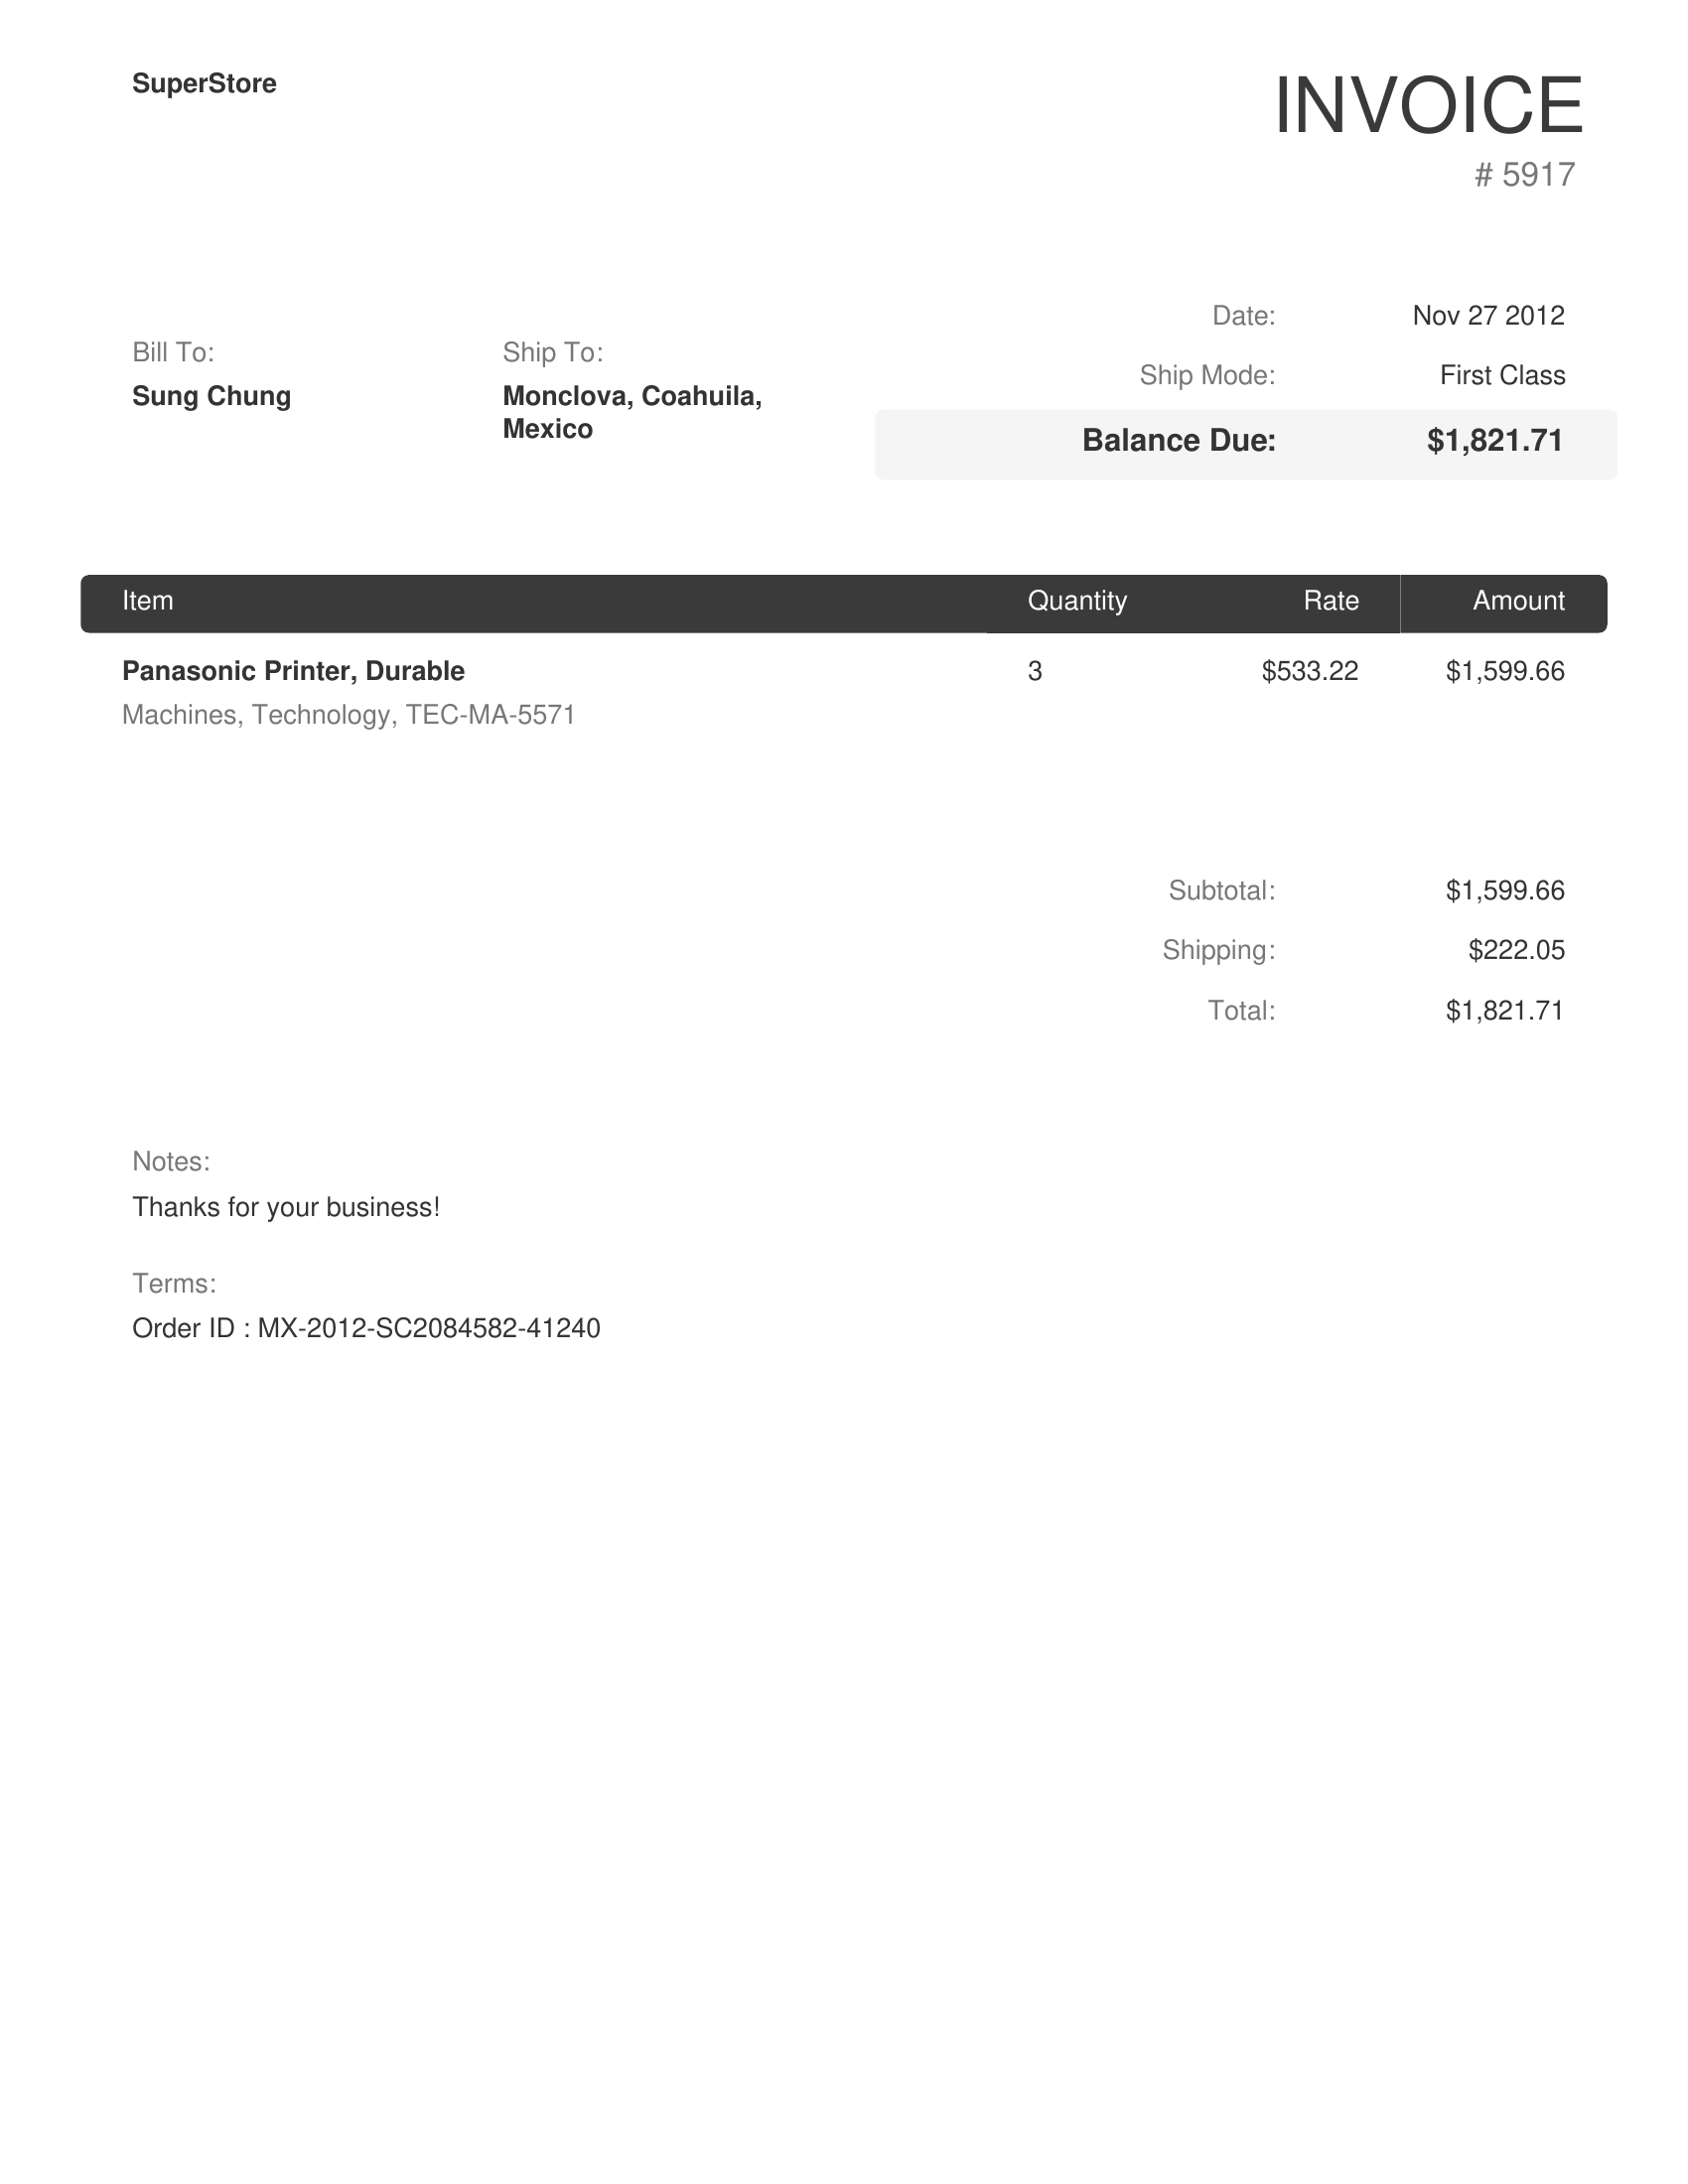 SuperStore
INVOICE
# 5917
Date: Nov 27 2012
Ship Mode: First Class
Balance Due: $1,821.71
Bill To:
Sung Chung
Ship To:
Monclova, Coahuila,
Mexico
Item Quantity Rate Amount
Panasonic Printer, Durable 3 $533.22 $1,599.66
Machines, Technology, TEC-MA-5571
Subtotal: $1,599.66
Shipping: $222.05
Total: $1,821.71
Notes:
Thanks for your business!
Terms:
Order ID : MX-2012-SC2084582-41240